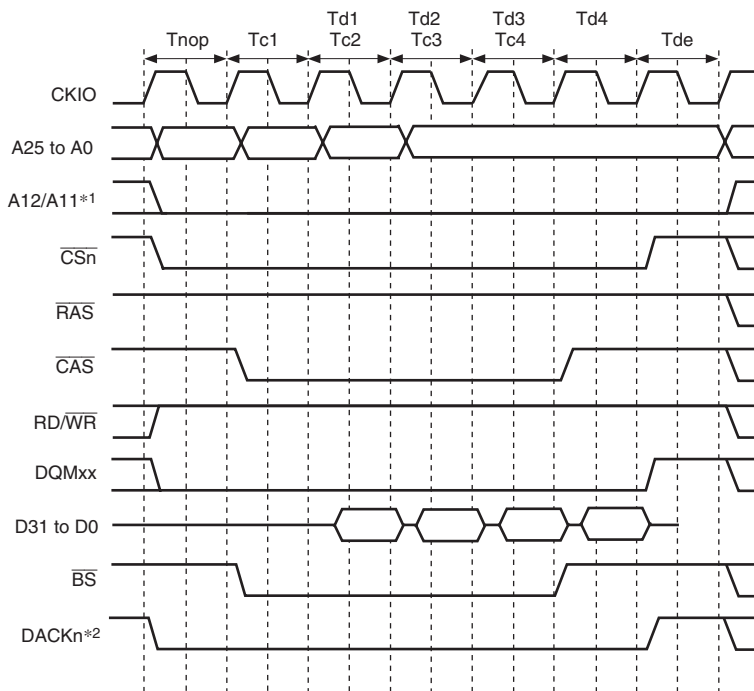 Td1 Td2 Td3 Td4
Tnop Tc1 Tc2 Tc3 Tc4 Tde
CKIO
A25 to A0
A12/A11*1
CSn
RAS
CAS
RD/WR
DQMxx
D31 to D0
BS
DACKn*2